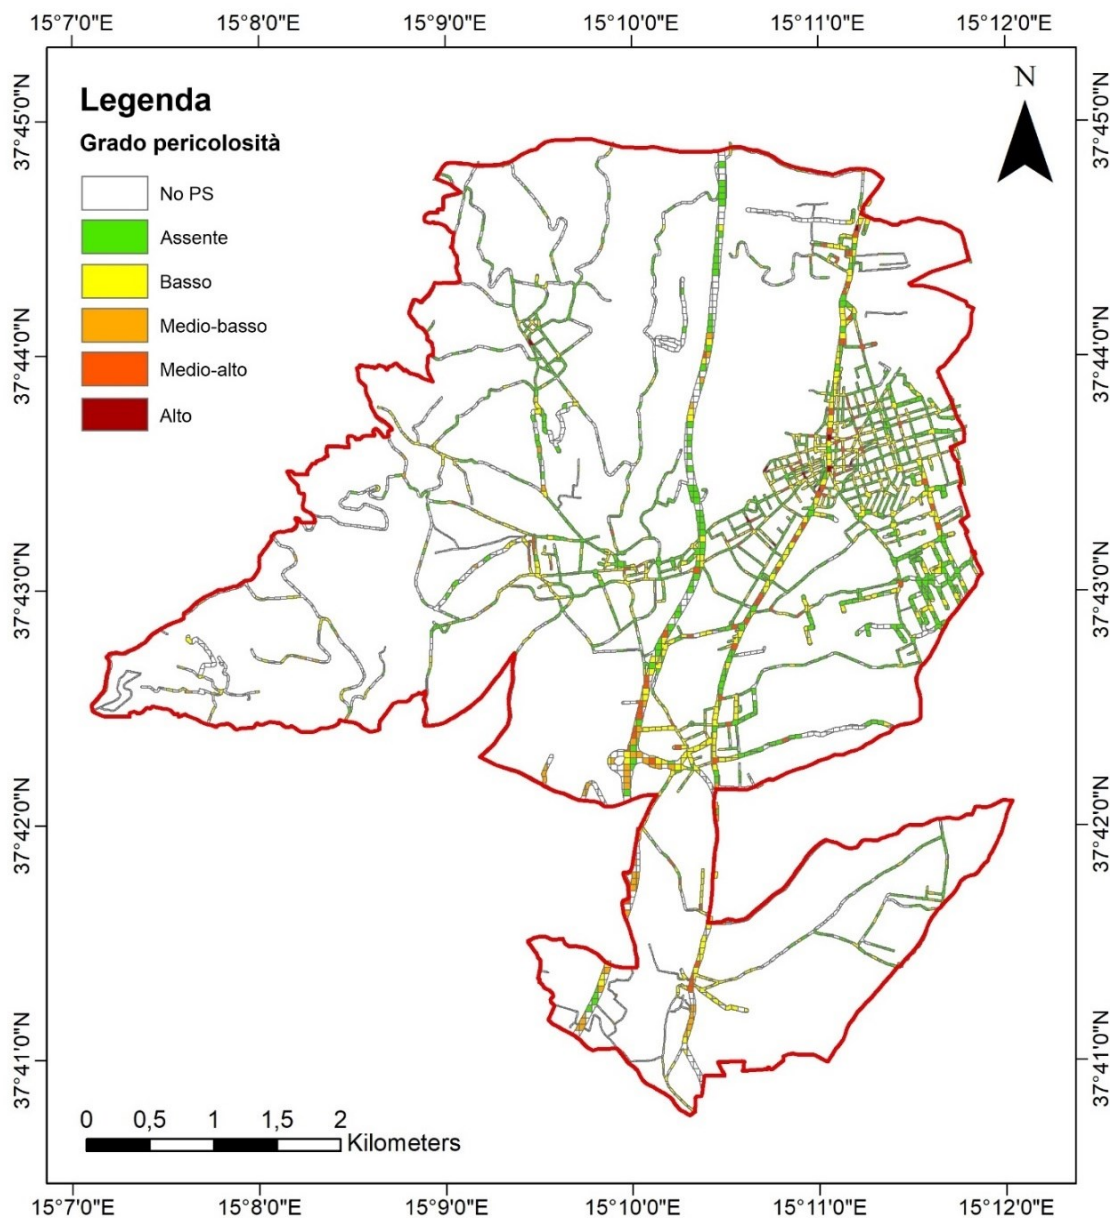 15°7'0"E 15°8'0"E 15°9'0"E 15°10'0"E 15°11'0"E 15°12'0"E
37°45'0"N 37°45'0"N
N
Legenda
Grado pericolosità
No PS
Assente
Basso
Medio-basso
Medio-alto
Alto
37°44'0"N 37°44'0"N
37°43'0"N 37°43'0"N
37°42'0"N 37°42'0"N
37°41'0"N 37°41'0"N
0 0,5 1 1,5 2
Kilometers
15°7'0"E 15°8'0"E 15°9'0"E 15°10'0"E 15°11'0"E 15°12'0"E